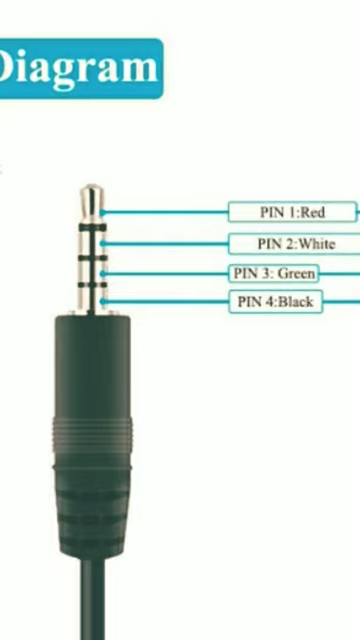 Diagram
PIN 1:Red
PIN 2:White
PIN 3: Green
PIN 4:Black